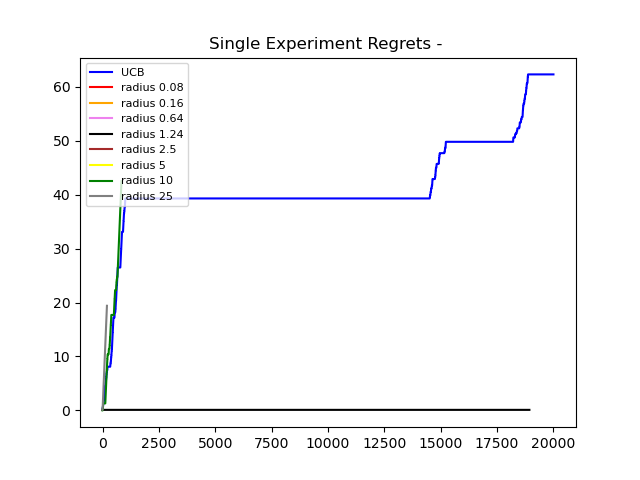 Single Experiment Regrets -
UCB
radius 0.08
radius 0.16
radius 0.64
radius 1.24
radius 2.5
radius 5
radius 10
radius 25
60
50
40
30
20
10
0
0 2500 5000 7500 10000 12500 15000 17500 20000